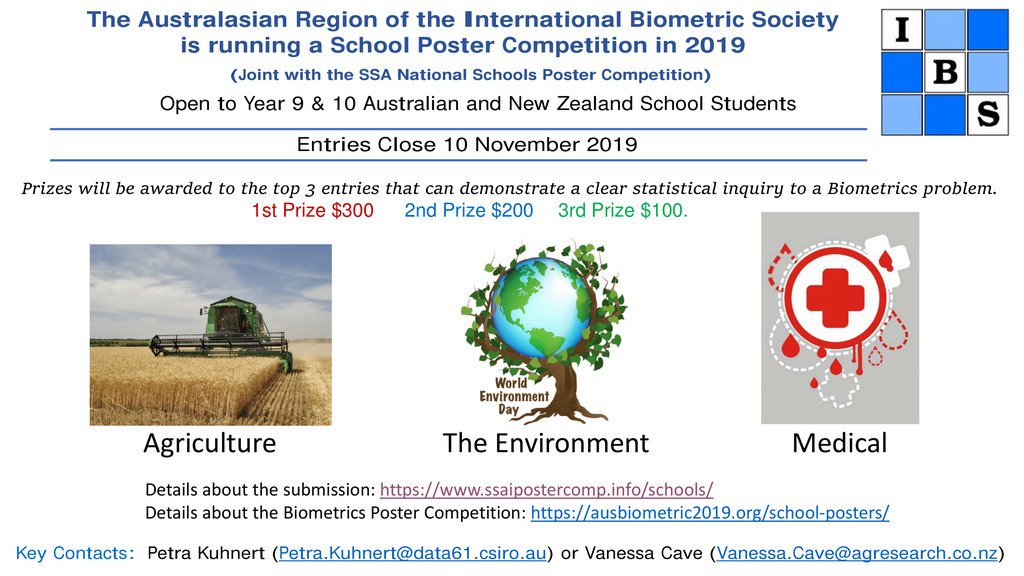 The Australasian Region of the International Biometric Society
is running a School Poster Competition in 2019
(Joint with the SSA National Schools Poster Competition)
Open to Year 9 & 10 Australian and New Zealand School Students
I
B
S
Entries Close 10 November 2019
Prizes will be awarded to the top 3 entries that can demonstrate a clear statistical inquiry to a Biometrics problem.
1st Prize $300 2nd Prize $200 3rd Prize $100.
World
Environment
Day
Agriculture The Environment Medical
Details about the submission: https://www.ssaipostercomp.info/schools/
Details about the Biometrics Poster Competition: https://ausbiometric2019.org/school-posters/
Key Contacts: Petra Kuhnert (Petra.Kuhnert@data61.csiro.au) or Vanessa Cave (Vanessa.Cave@agresearch.co.nz)